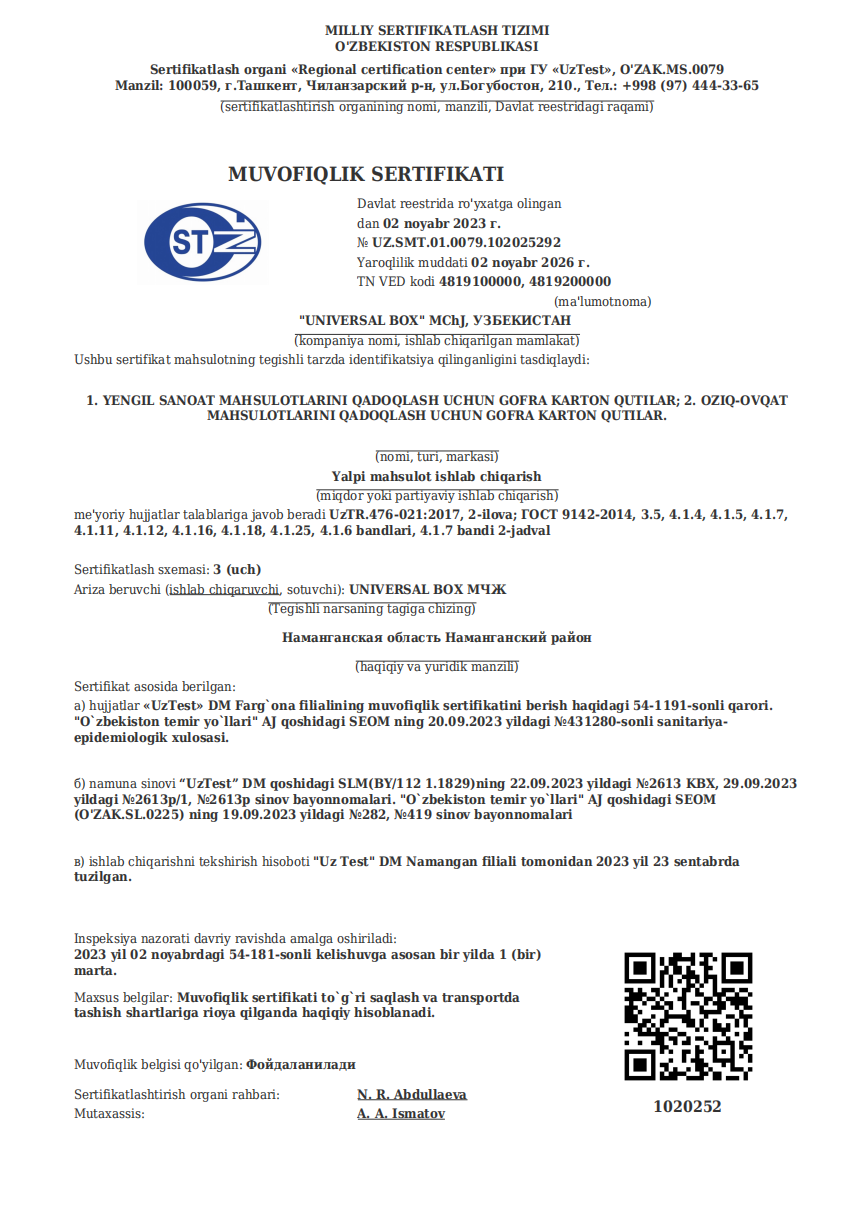 MILLIY SERTIFIKATLASH TIZIMI
O'ZBEKISTON RESPUBLIKASI
Sertifikatlash organi «Regional certification center» при ГУ «UzTest», O'ZAK.MS.0079
Manzil: 100059, г.Ташкент, Чиланзарский р-н, ул.Богубостон, 210., Тел.: +998 (97) 444-33-65
(sertifikatlashtirish organining nomi, manzili, Davlat reestridagi raqami)
MUVOFIQLIK SERTIFIKATI
ST
Davlat reestrida ro'yxatga olingan
dan 02 noyabr 2023 г.
№ UZ.SMT.01.0079.102025292
Yaroqlilik muddati 02 noyabr 2026 г.
TN VED kodi 4819100000, 4819200000
(ma'lumotnoma)
"UNIVERSAL BOX" MChJ, УЗБЕКИСТАН
(kompaniya nomi, ishlab chiqarilgan mamlakat)
Ushbu sertifikat mahsulotning tegishli tarzda identifikatsiya qilinganligini tasdiqlaydi:
1. YENGIL SANOAT MAHSULOTLARINI QADOQLASH UCHUN GOFRA KARTON QUTILAR; 2. OZIQ-OVQAT
MAHSULOTLARINI QADOQLASH UCHUN GOFRA KARTON QUTILAR.
(nomi, turi, markasi)
Yalpi mahsulot ishlab chiqarish
(miqdor yoki partiyaviy ishlab chiqarish)
me'yoriy hujjatlar talablariga javob beradi UzTR.476-021:2017, 2-ilova; ГОСТ 9142-2014, 3.5, 4.1.4, 4.1.5, 4.1.7,
4.1.11, 4.1.12, 4.1.16, 4.1.18, 4.1.25, 4.1.6 bandlari, 4.1.7 bandi 2-jadval
Sertifikatlash sxemasi: 3 (uch)
Ariza beruvchi (ishlab chiqaruvchi, sotuvchi): UNIVERSAL BOX МЧЖ
(Tegishli narsaning tagiga chizing)
Наманганская область Наманганский район
(haqiqiy va yuridik manzili)
Sertifikat asosida berilgan:
a) hujjatlar «UzTest» DM Farg`ona filialining muvofiqlik sertifikatini berish haqidagi 54-1191-sonli qarori.
"O`zbekiston temir yo`llari" AJ qoshidagi SEOM ning 20.09.2023 yildagi №431280-sonli sanitariya-
epidemiologik xulosasi.
б) namuna sinovi “UzTest” DM qoshidagi SLM(BY/112 1.1829)ning 22.09.2023 yildagi №2613 KBX, 29.09.2023
yildagi №2613p/1, №2613p sinov bayonnomalari. "O`zbekiston temir yo`llari" AJ qoshidagi SEOM
(O'ZAK.SL.0225) ning 19.09.2023 yildagi №282, №419 sinov bayonnomalari
в) ishlab chiqarishni tekshirish hisoboti "Uz Test" DM Namangan filiali tomonidan 2023 yil 23 sentabrda
tuzilgan.
Inspeksiya nazorati davriy ravishda amalga oshiriladi:
2023 yil 02 noyabrdagi 54-181-sonli kelishuvga asosan bir yilda 1 (bir)
marta.
Maxsus belgilar: Muvofiqlik sertifikati to`g`ri saqlash va transportda
tashish shartlariga rioya qilganda haqiqiy hisoblanadi.
Muvofiqlik belgisi qo'yilgan: Фойдаланилади
Sertifikatlashtirish organi rahbari: N. R. Abdullaeva
Mutaxassis: A. A. Ismatov
1020252